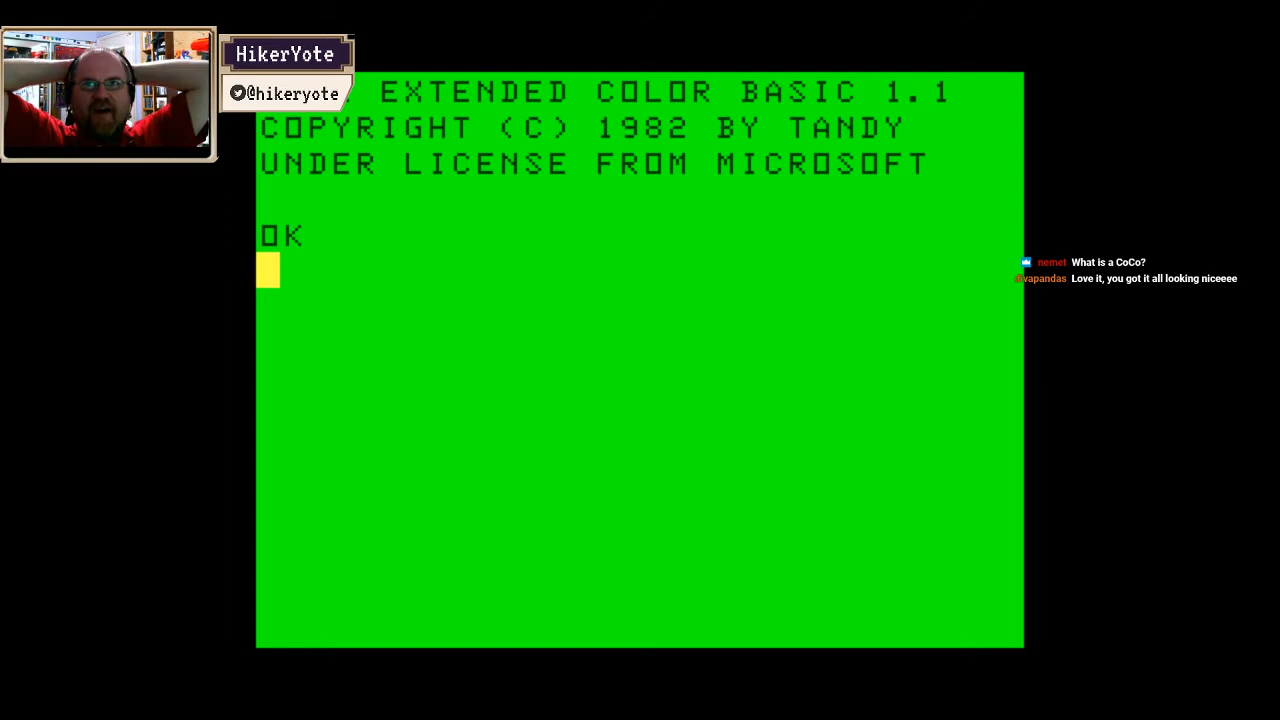 HikerYote
@hikeryote
EXTENDED COLOR BASIC 1.1
COPYRIGHT (C) 1982 BY TANDY
UNDER LICENSE FROM MICROSOFT
OK
nemet What is a CoCo?
vapandas Love it, you got it all looking niceeee